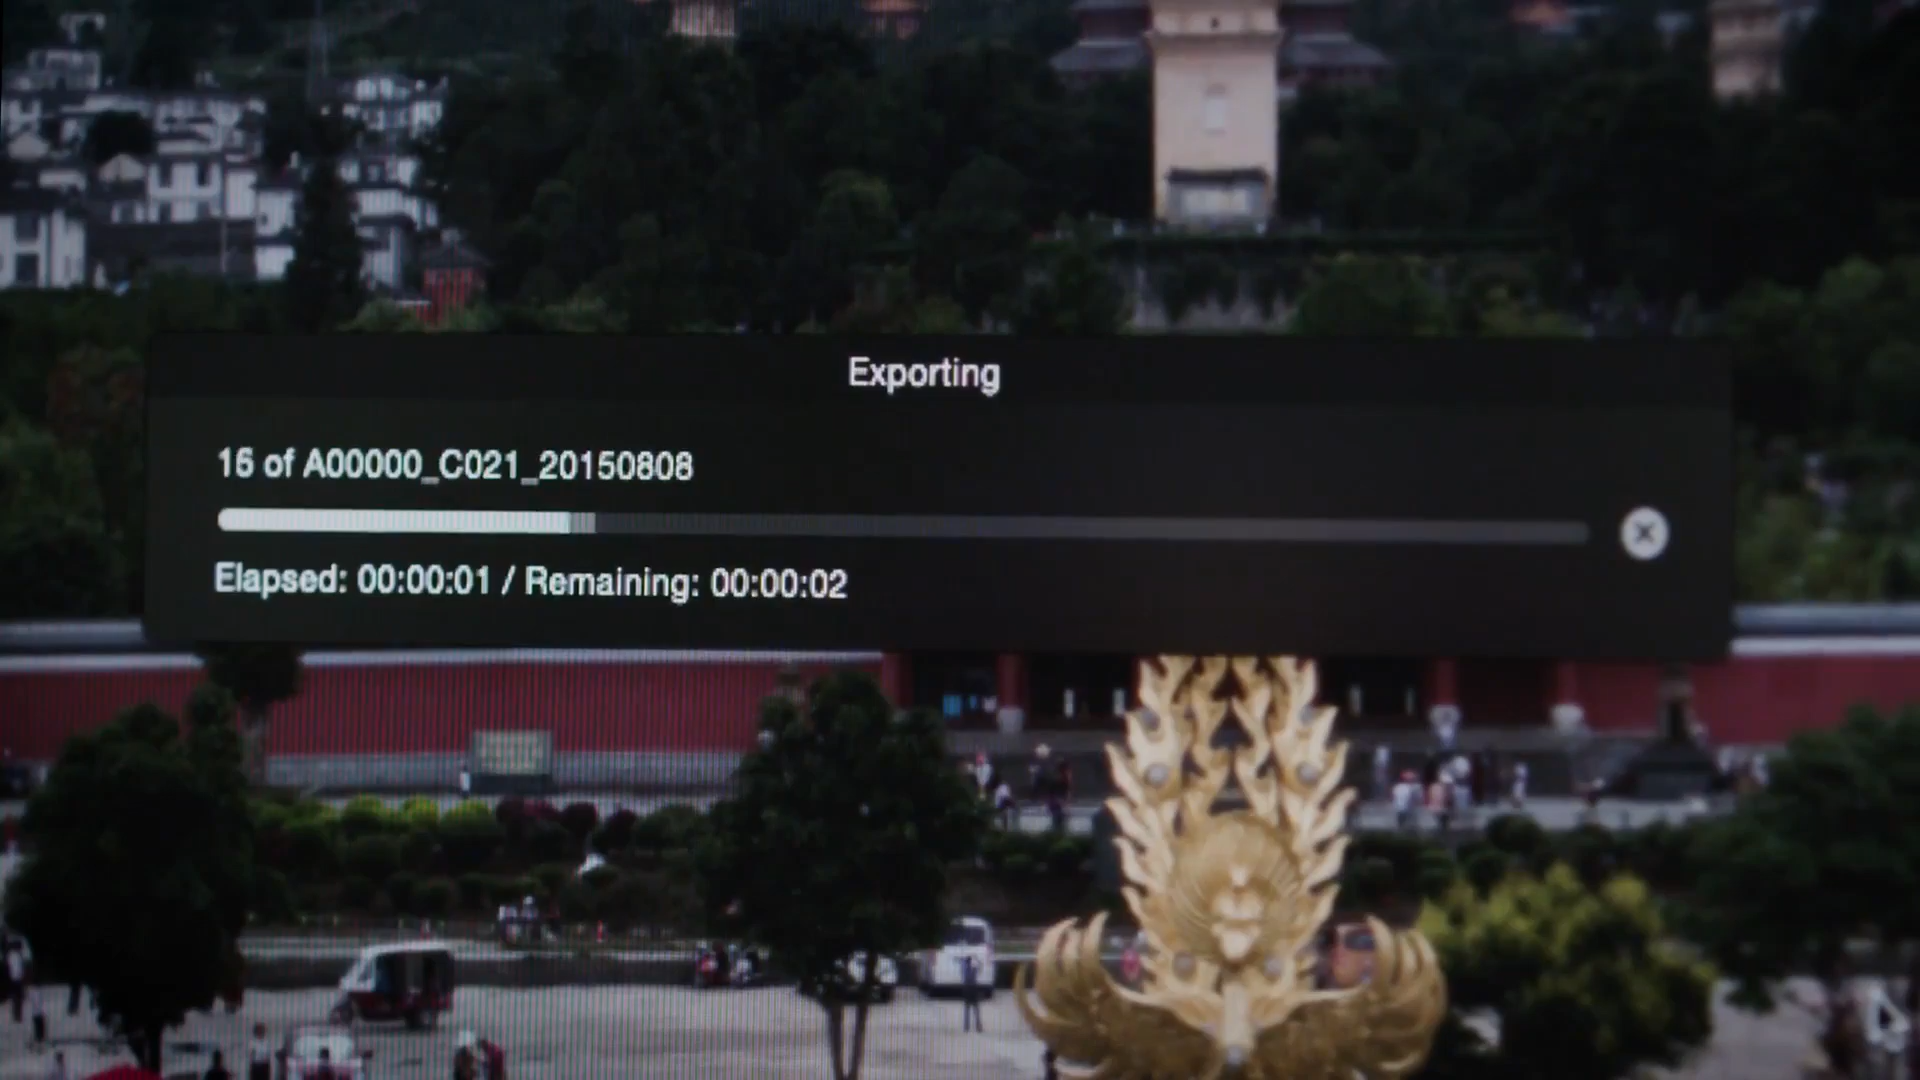 Exporting
16 of A00000_C021_20150808
Elapsed: 00:00:01 / Remaining: 00:00:02